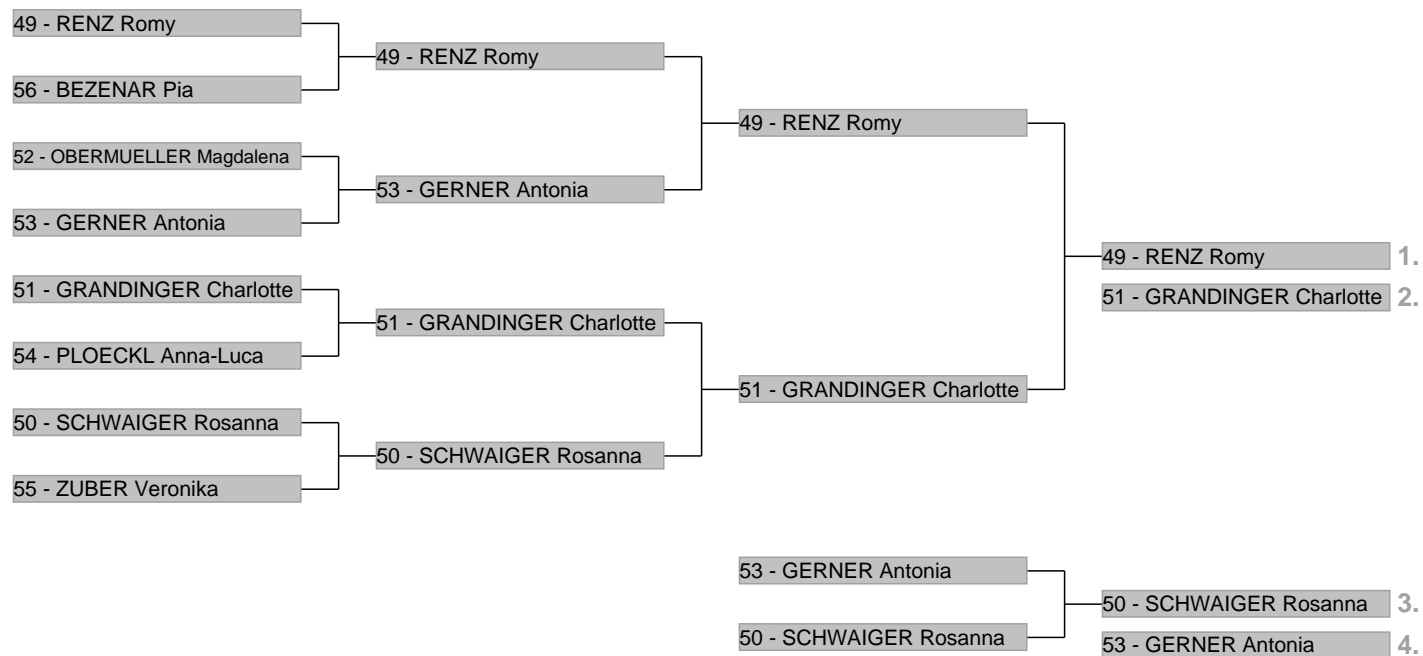 49 - RENZ Romy
56 - BEZENAR Pia
52 - OBERMUELLER Magdalena
53 - GERNER Antonia
51 - GRANDINGER Charlotte
54 - PLOECKL Anna-Luca
50 - SCHWAIGER Rosanna
55 - ZUBER Veronika
49 - RENZ Romy
53 - GERNER Antonia
51 - GRANDINGER Charlotte
50 - SCHWAIGER Rosanna
49 - RENZ Romy
51 - GRANDINGER Charlotte
49 - RENZ Romy 1.
51 - GRANDINGER Charlotte 2.
53 - GERNER Antonia
50 - SCHWAIGER Rosanna
50 - SCHWAIGER Rosanna 3.
53 - GERNER Antonia 4.